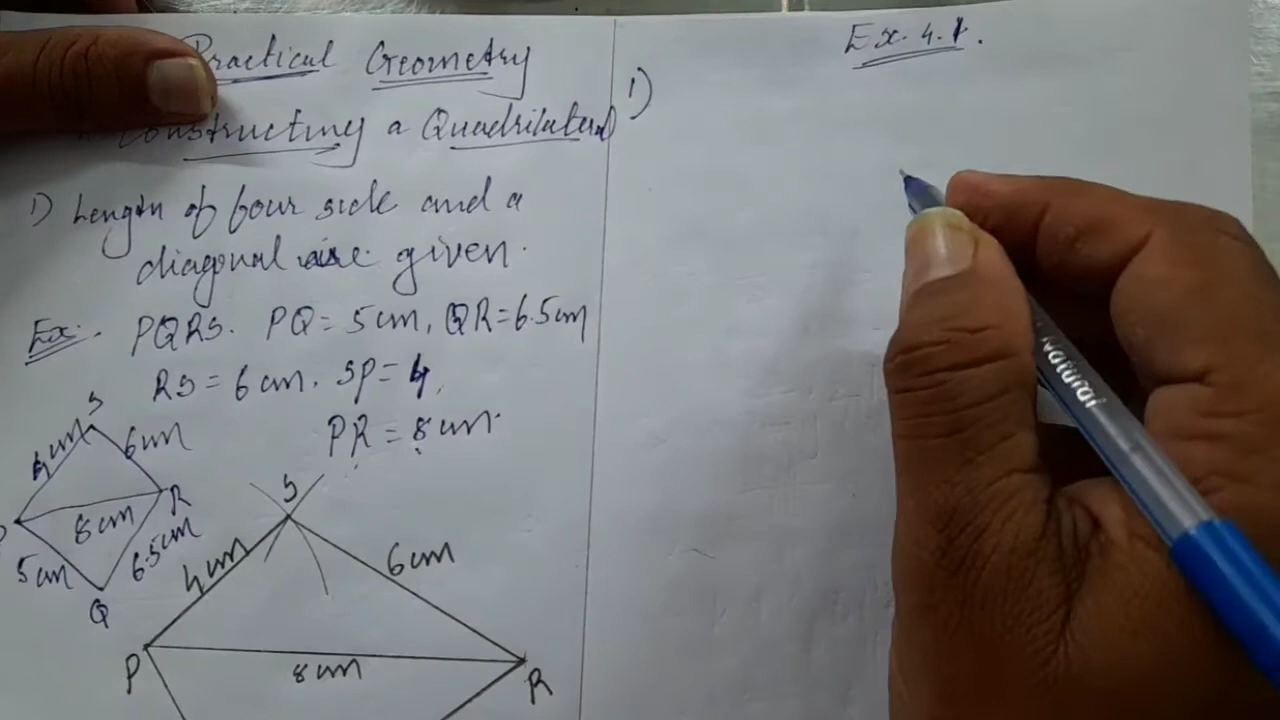 Practical Geometry
Constructing a Quadrilateral
1) Length of four side and a
diagonal are given.
Ex:- PQRS. PQ = 5cm, QR = 6.5cm
RS = 6cm. SP = 4,
PR = 8cm.
S
4cm
6cm
R
8cm
5cm
6.5cm
Q
S
4cm
6cm
P
8cm
R
Ex. 4.1.
1)
Natural